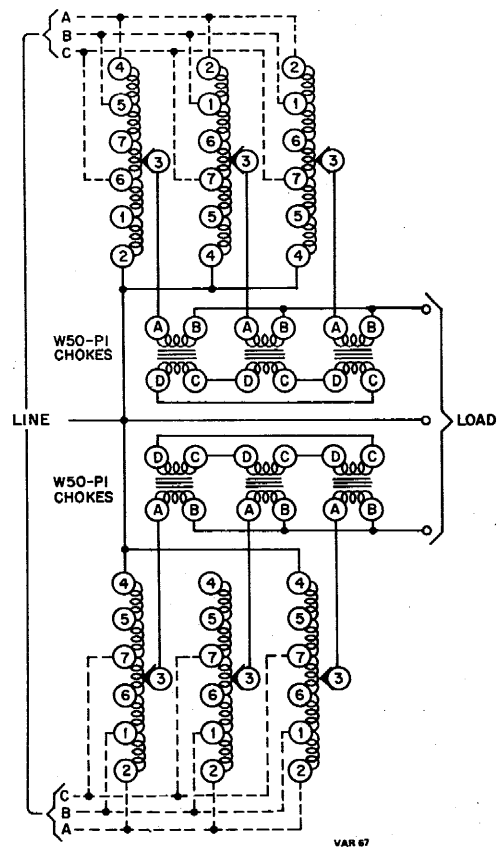 A
B
C
4 2 2
5 1 1
7 6 6
3 3 3
6 7 7
1 5 5
2 4 4
A B A B A B
W50-P1
CHOKES
D C D C D C
LINE LOAD
D C D C D C
W50-P1
CHOKES
A B A B A B
4 4 4
5 5 5
7 7 7
3 3 3
6 6 6
1 1 1
2 2 2
C
B
A
VAR 67